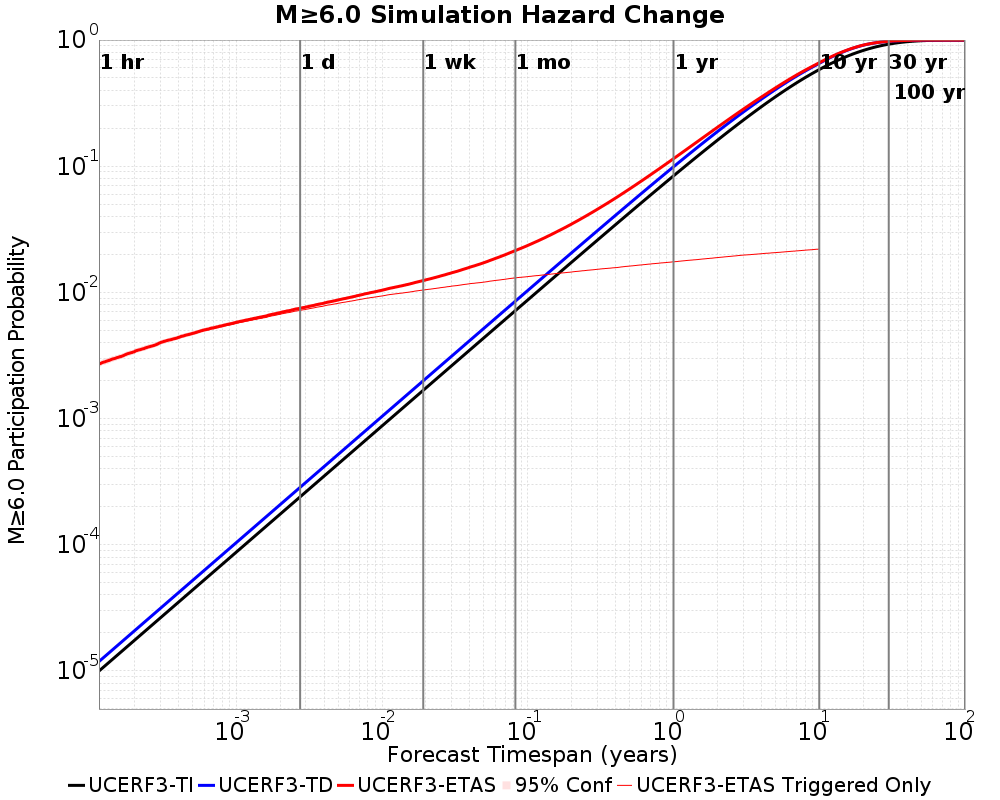 M≥6.0 Simulation Hazard Change
1 hr
1 d
1 wk
1 mo
1 yr
10 yr
30 yr
100 yr
M≥6.0 Participation Probability
10^0
10^-1
10^-2
10^-3
10^-4
10^-5
10^-3
10^-2
10^-1
10^0
10^1
10^2
Forecast Timespan (years)
UCERF3-TI UCERF3-TD UCERF3-ETAS 95% Conf UCERF3-ETAS Triggered Only